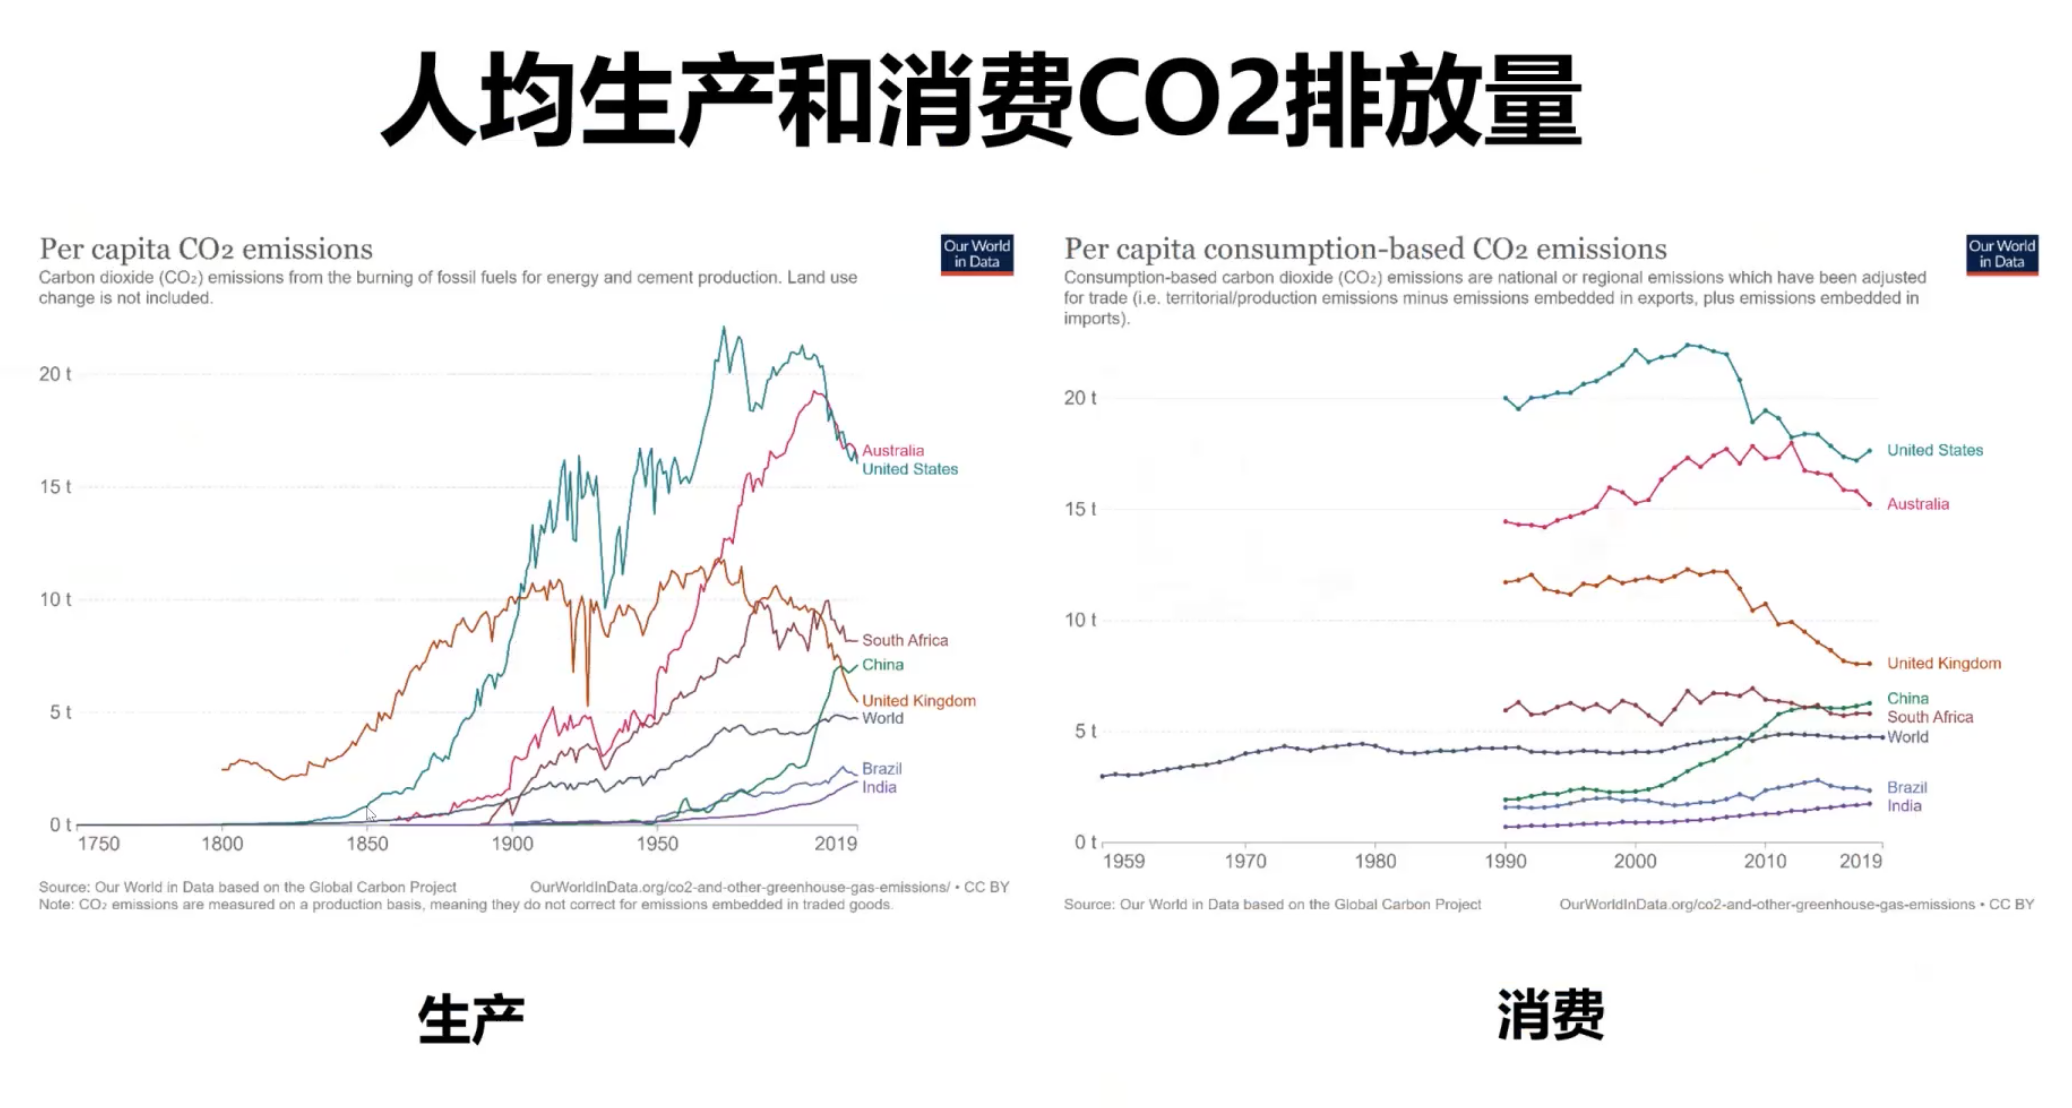 人均生产和消费CO2排放量
Per capita CO₂ emissions
Carbon dioxide (CO₂) emissions from the burning of fossil fuels for energy and cement production. Land use
change is not included.
Our World
in Data
20 t
15 t
10 t
5 t
0 t
1750
1800
1850
1900
1950
2019
Australia
United States
South Africa
China
United Kingdom
World
Brazil
India
Source: Our World in Data based on the Global Carbon Project
OurWorldInData.org/co2-and-other-greenhouse-gas-emissions/ • CC BY
Note: CO₂ emissions are measured on a production basis, meaning they do not correct for emissions embedded in traded goods.
生产
Per capita consumption-based CO₂ emissions
Consumption-based carbon dioxide (CO₂) emissions are national or regional emissions which have been adjusted
for trade (i.e. territorial/production emissions minus emissions embedded in exports, plus emissions embedded in
imports).
Our World
in Data
20 t
15 t
10 t
5 t
0 t
1959
1970
1980
1990
2000
2010
2019
United States
Australia
United Kingdom
China
South Africa
World
Brazil
India
Source: Our World in Data based on the Global Carbon Project
OurWorldInData.org/co2-and-other-greenhouse-gas-emissions • CC BY
消费